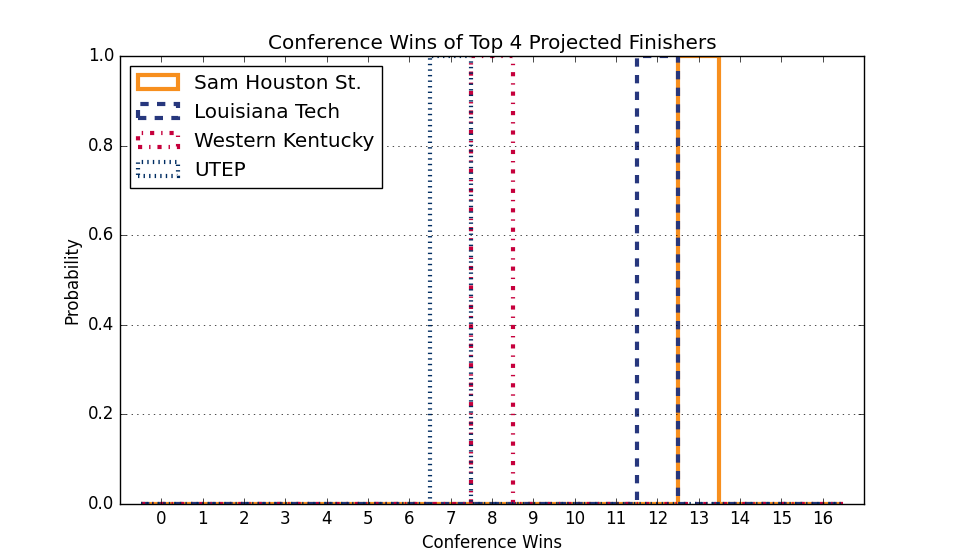 Conference Wins of Top 4 Projected Finishers
1.0
0.8
0.6
0.4
0.2
0.0
Probability
Sam Houston St.
Louisiana Tech
Western Kentucky
UTEP
0 1 2 3 4 5 6 7 8 9 10 11 12 13 14 15 16
Conference Wins